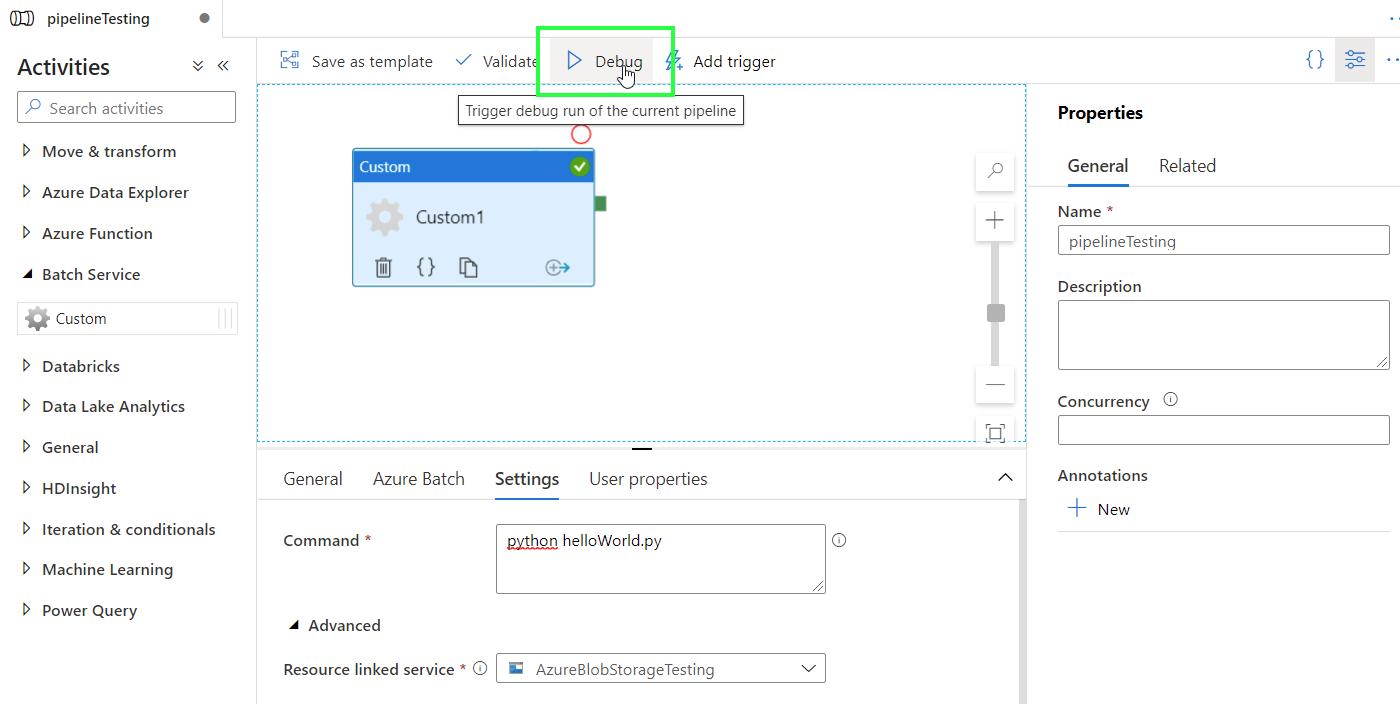 pipelineTesting
Activities
Search activities
Move & transform
Azure Data Explorer
Azure Function
Batch Service
Custom
Databricks
Data Lake Analytics
General
HDInsight
Iteration & conditionals
Machine Learning
Power Query
Save as template
Validate
Debug
Add trigger
Trigger debug run of the current pipeline
Custom
Custom1
General
Azure Batch
Settings
User properties
Command *
python helloWorld.py
Advanced
Resource linked service *
AzureBlobStorageTesting
Properties
General
Related
Name *
pipelineTesting
Description
Concurrency
Annotations
New